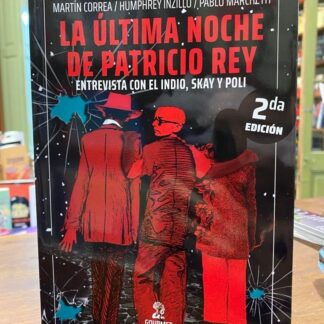 MARTÍN CORREA / HUMPHREY INZILLO / PABLO MARCHETTI
LA ÚLTIMA NOCHE
DE PATRICIO REY
ENTREVISTA CON EL INDIO, SKAY Y POLI
2da
EDICIÓN
GOURMET